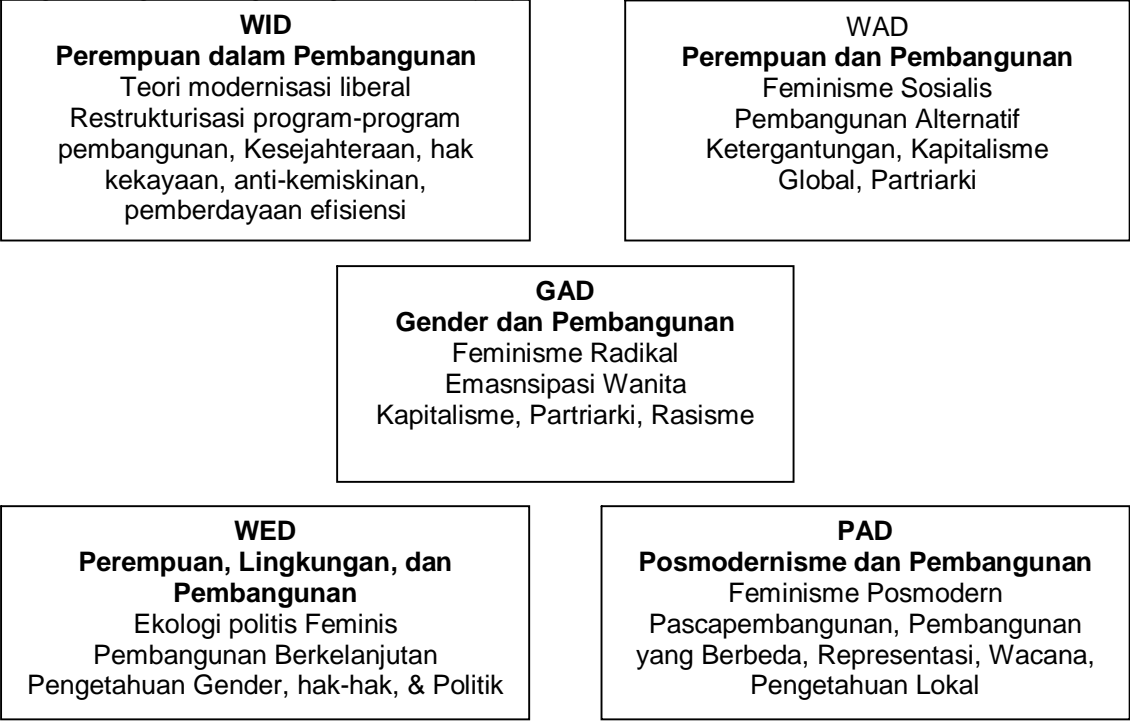 WID
Perempuan dalam Pembangunan
Teori modernisasi liberal
Restrukturisasi program-program
pembangunan, Kesejahteraan, hak
kekayaan, anti-kemiskinan,
pemberdayaan efisiensi
WAD
Perempuan dan Pembangunan
Feminisme Sosialis
Pembangunan Alternatif
Ketergantungan, Kapitalisme
Global, Partriarki
GAD
Gender dan Pembangunan
Feminisme Radikal
Emasnsipasi Wanita
Kapitalisme, Partriarki, Rasisme
WED
Perempuan, Lingkungan, dan
Pembangunan
Ekologi politis Feminis
Pembangunan Berkelanjutan
Pengetahuan Gender, hak-hak, & Politik
PAD
Posmodernisme dan Pembangunan
Feminisme Posmodern
Pascapembangunan, Pembangunan
yang Berbeda, Representasi, Wacana,
Pengetahuan Lokal